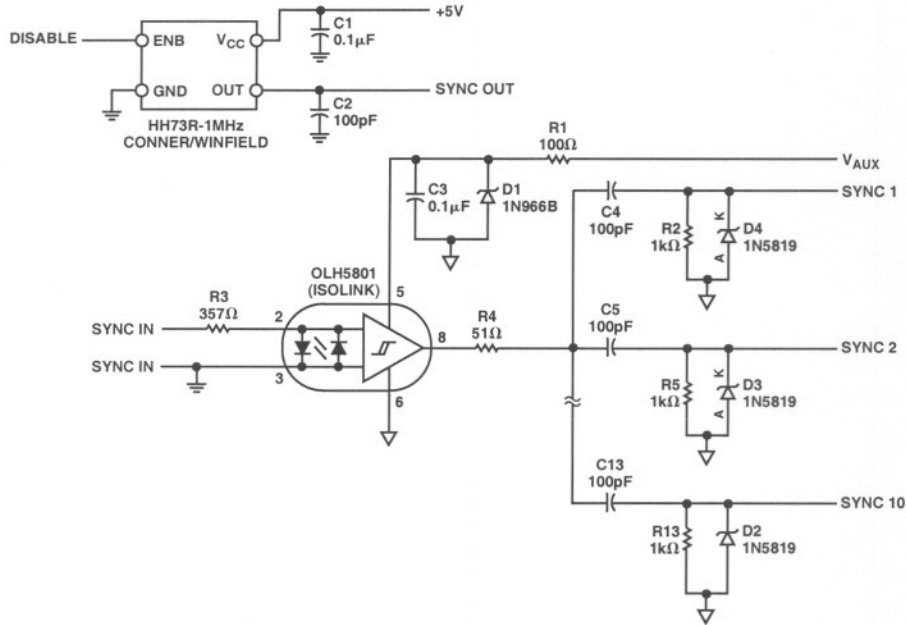 DISABLE
ENB
VCC
GND
OUT
HH73R-1MHz
CONNER/WINFIELD
C1
0.1µF
+5V
SYNC OUT
C2
100pF
R1
100Ω
VAUX
C3
0.1µF
D1
1N966B
C4
100pF
SYNC 1
R2
1kΩ
K
A
D4
1N5819
OLH5801
(ISOLINK)
5
R3
357Ω
SYNC IN
2
SYNC IN
3
8
6
R4
51Ω
C5
100pF
SYNC 2
R5
1kΩ
K
A
D3
1N5819
C13
100pF
SYNC 10
R13
1kΩ
D2
1N5819